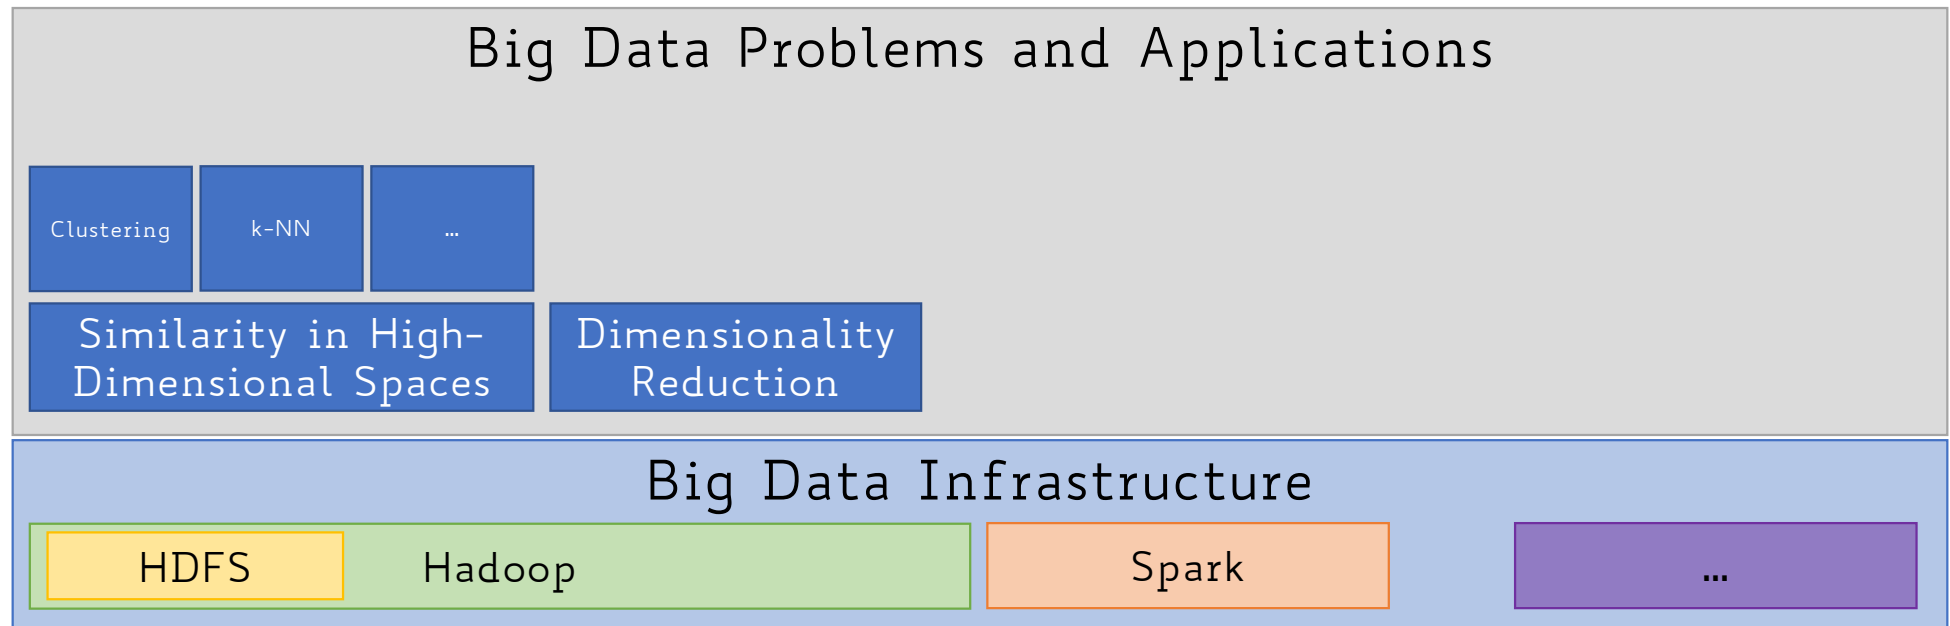 Big Data Problems and Applications
Clustering
k-NN
...
Similarity in High-
Dimensional Spaces
Dimensionality
Reduction
Big Data Infrastructure
HDFS
Hadoop
Spark
...